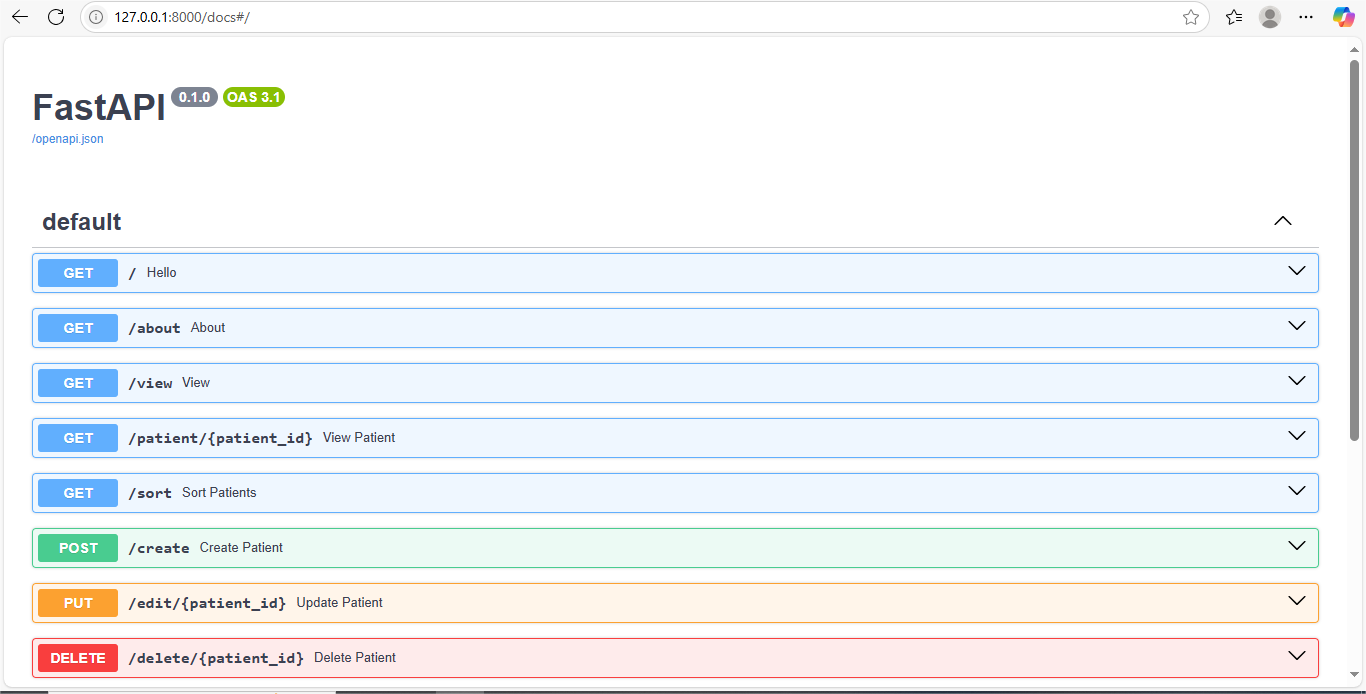 127.0.0.1:8000/docs#/
FastAPI 0.1.0 OAS 3.1
/openapi.json
default
GET / Hello
GET /about About
GET /view View
GET /patient/{patient_id} View Patient
GET /sort Sort Patients
POST /create Create Patient
PUT /edit/{patient_id} Update Patient
DELETE /delete/{patient_id} Delete Patient